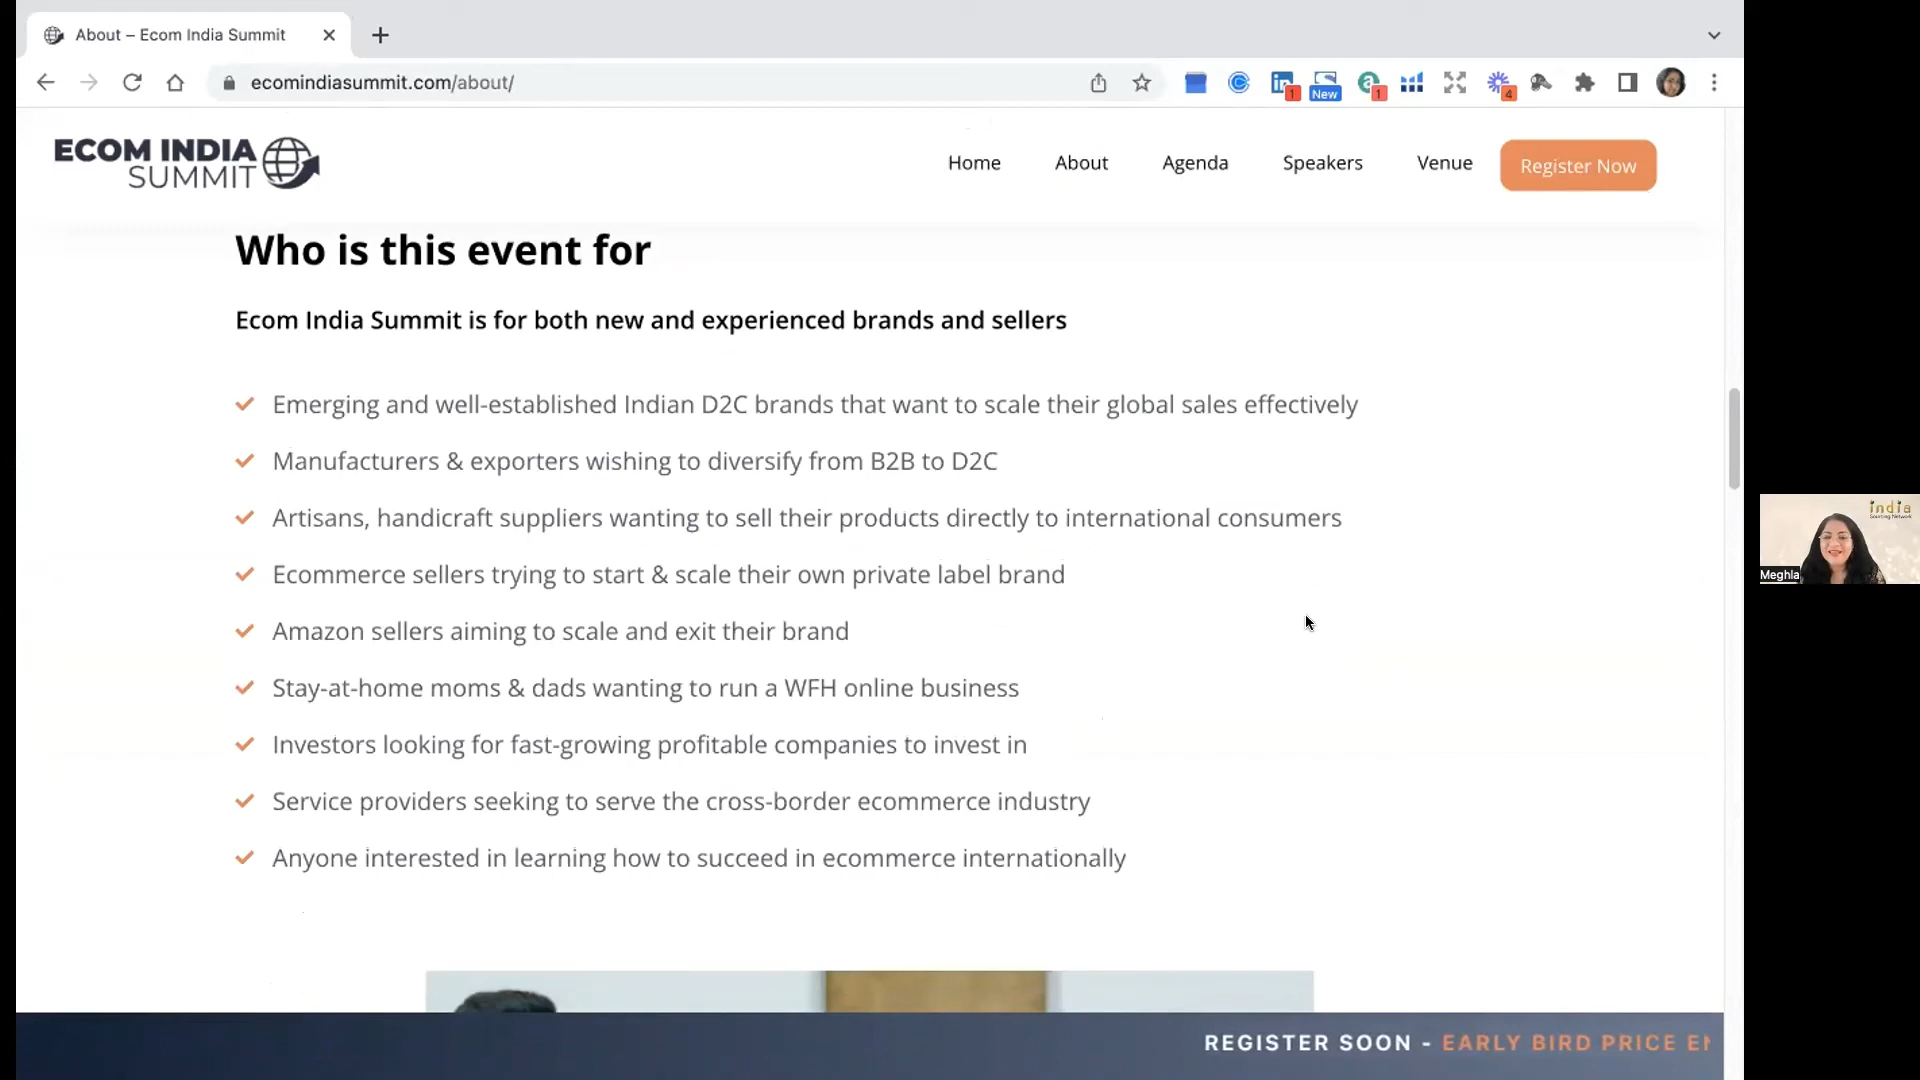 About – Ecom India Summit
ecomindiasummit.com/about/
1
New
1
4
ECOM INDIA
SUMMIT
Home
About
Agenda
Speakers
Venue
Register Now
Who is this event for
Ecom India Summit is for both new and experienced brands and sellers
Emerging and well-established Indian D2C brands that want to scale their global sales effectively
Manufacturers & exporters wishing to diversify from B2B to D2C
Artisans, handicraft suppliers wanting to sell their products directly to international consumers
Ecommerce sellers trying to start & scale their own private label brand
Amazon sellers aiming to scale and exit their brand
Stay-at-home moms & dads wanting to run a WFH online business
Investors looking for fast-growing profitable companies to invest in
Service providers seeking to serve the cross-border ecommerce industry
Anyone interested in learning how to succeed in ecommerce internationally
india
Sourcing Network
Meghla
REGISTER SOON - EARLY BIRD PRICE